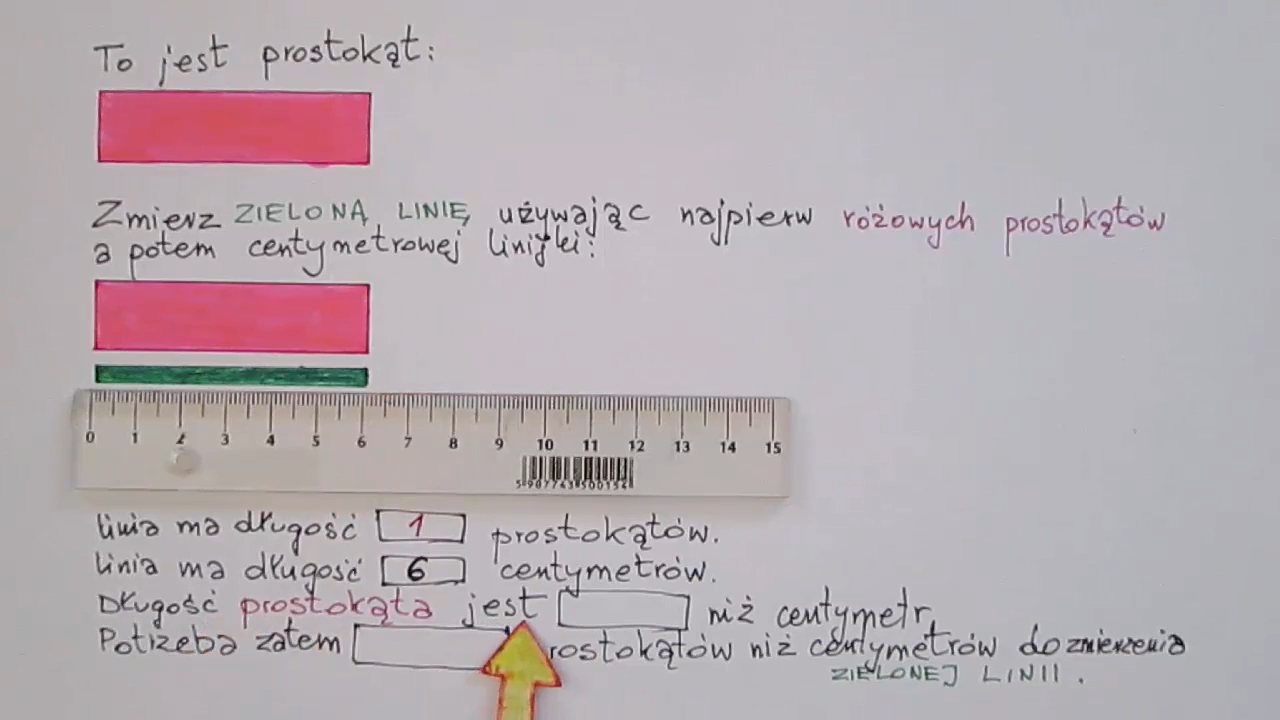 To jest prostokąt:
Zmierz ZIELONĄ LINIĘ używając najpierw różowych prostokątów
a potem centymetrowej linijki:
0 1 2 3 4 5 6 7 8 9 10 11 12 13 14 15
linia ma długość 1 prostokątów.
linia ma długość 6 centymetrów.
Długość prostokąta jest niż centymetr.
Potrzeba zatem rostokątów niż centymetrów do zmierzenia
ZIELONEJ LINII.